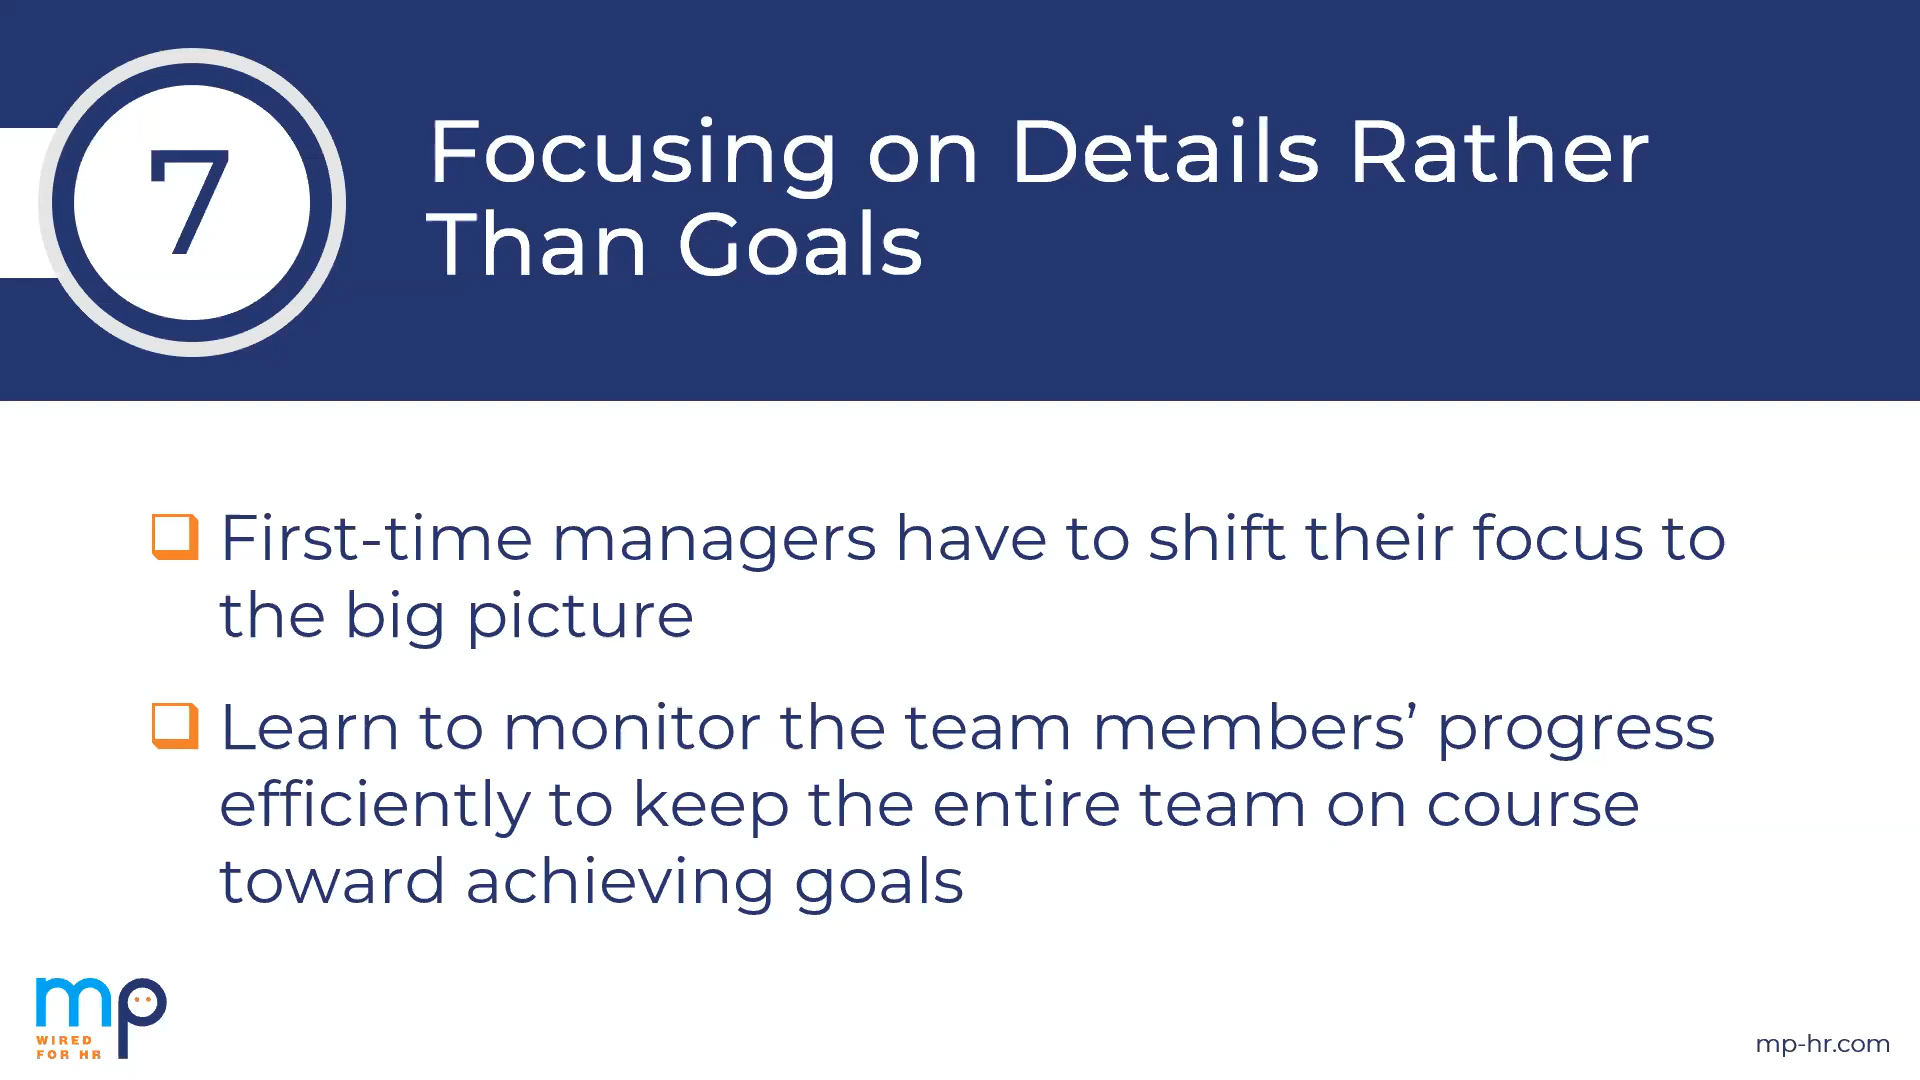 7
Focusing on Details Rather
Than Goals
❑ First-time managers have to shift their focus to
the big picture
❑ Learn to monitor the team members’ progress
efficiently to keep the entire team on course
toward achieving goals
mp
WIRED
FOR HR
mp-hr.com